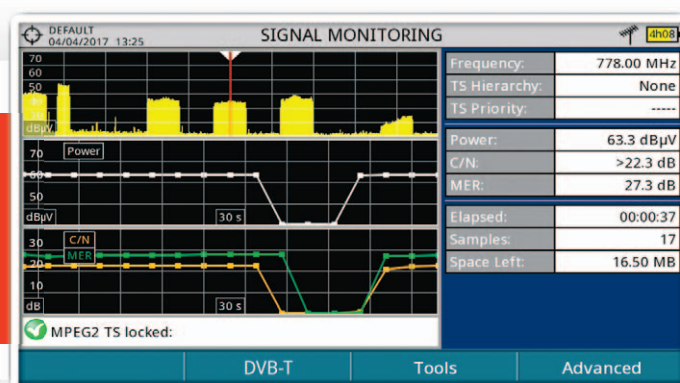 DEFAULT
04/04/2017 13:25
SIGNAL MONITORING
4h08
70
60
50
dBµV
Frequency: 778.00 MHz
TS Hierarchy: None
TS Priority: -----
70
Power
60
50
dBµV
30 s
Power: 63.3 dBµV
C/N: >22.3 dB
MER: 27.3 dB
30
C/N
MER
20
10
dB
30 s
Elapsed: 00:00:37
Samples: 17
Space Left: 16.50 MB
MPEG2 TS locked:
DVB-T
Tools
Advanced